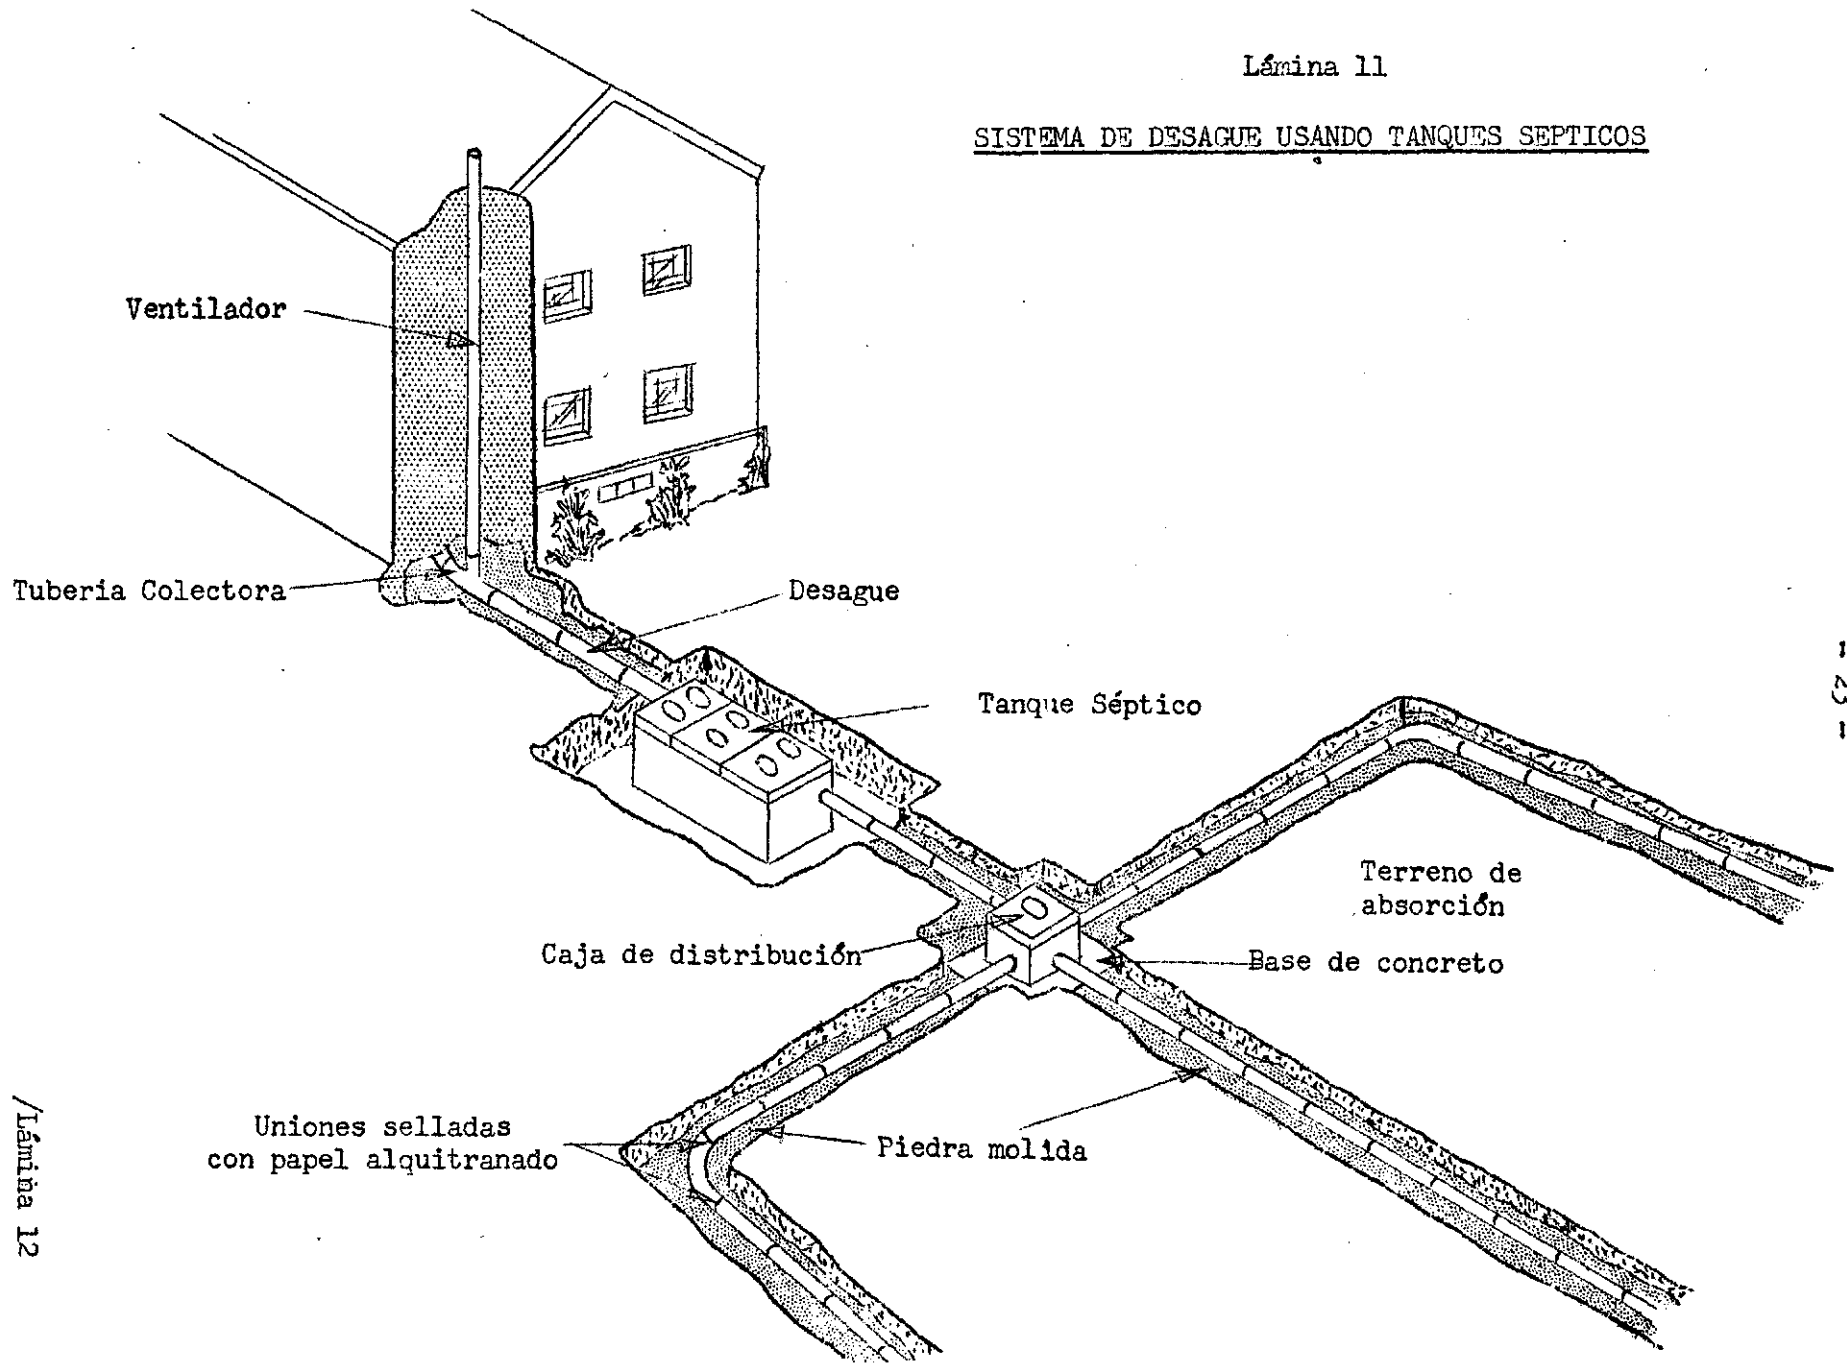 Lámina 11
SISTEMA DE DESAGUE USANDO TANQUES SEPTICOS
Ventilador
Tuberia Colectora
Desague
Tanque Séptico
Terreno de
absorción
Caja de distribución
Base de concreto
Uniones selladas
con papel alquitranado
Piedra molida
/Lámina 12